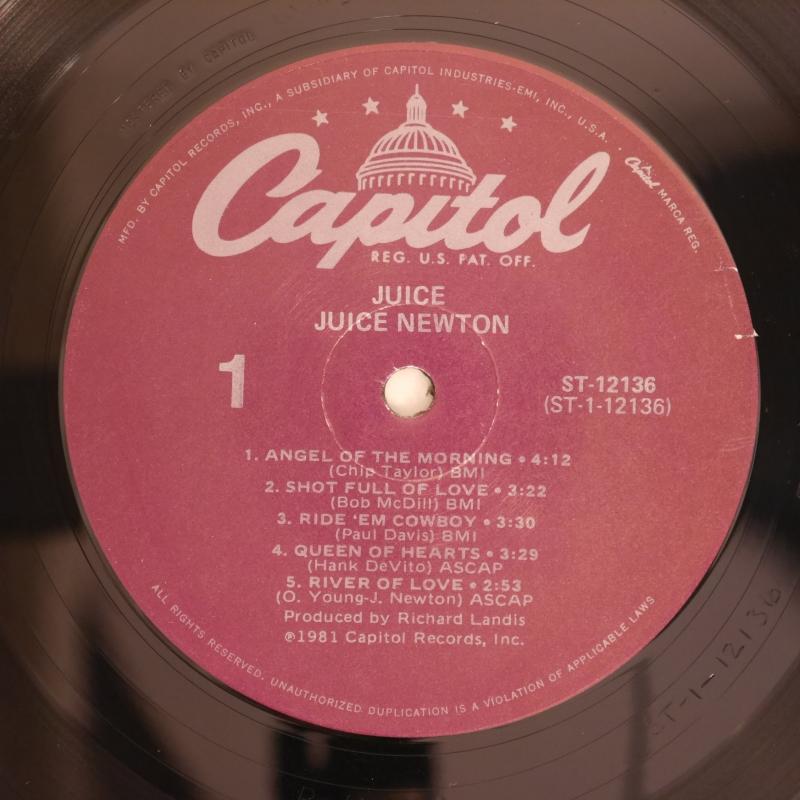 MASTERED BY CAPITOL
MFD. BY CAPITOL RECORDS, INC., A SUBSIDIARY OF CAPITOL INDUSTRIES-EMI, INC., U.S.A. · Capitol MARCA REG.
Capitol
REG. U.S. PAT. OFF.
JUICE
JUICE NEWTON
1
ST-12136
(ST-1-12136)
1. ANGEL OF THE MORNING • 4:12
(Chip Taylor) BMI
2. SHOT FULL OF LOVE • 3:22
(Bob McDill) BMI
3. RIDE 'EM COWBOY • 3:30
(Paul Davis) BMI
4. QUEEN OF HEARTS • 3:29
(Hank DeVito) ASCAP
5. RIVER OF LOVE • 2:53
(O. Young-J. Newton) ASCAP
Produced by Richard Landis
℗1981 Capitol Records, Inc.
ALL RIGHTS RESERVED. UNAUTHORIZED DUPLICATION IS A VIOLATION OF APPLICABLE LAWS
ST-1-12136